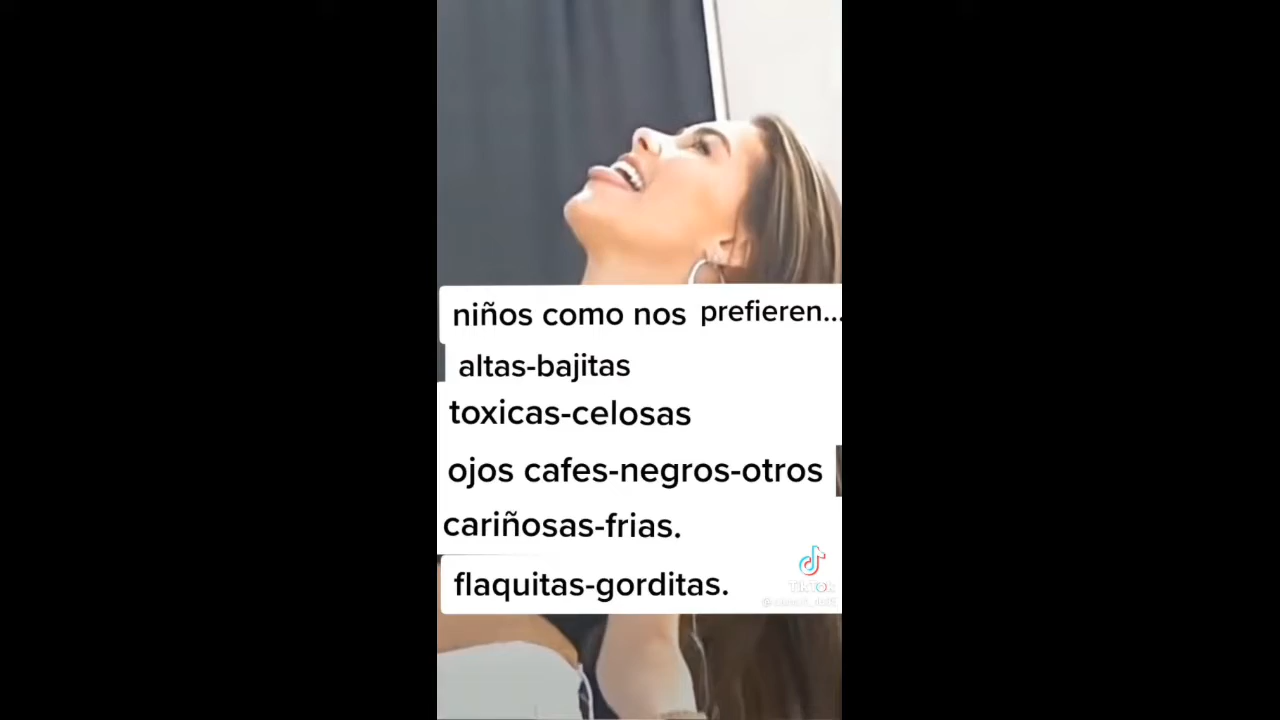 niños como nos prefieren...
altas-bajitas
toxicas-celosas
ojos cafes-negros-otros
cariñosas-frias.
flaquitas-gorditas.
TikTok